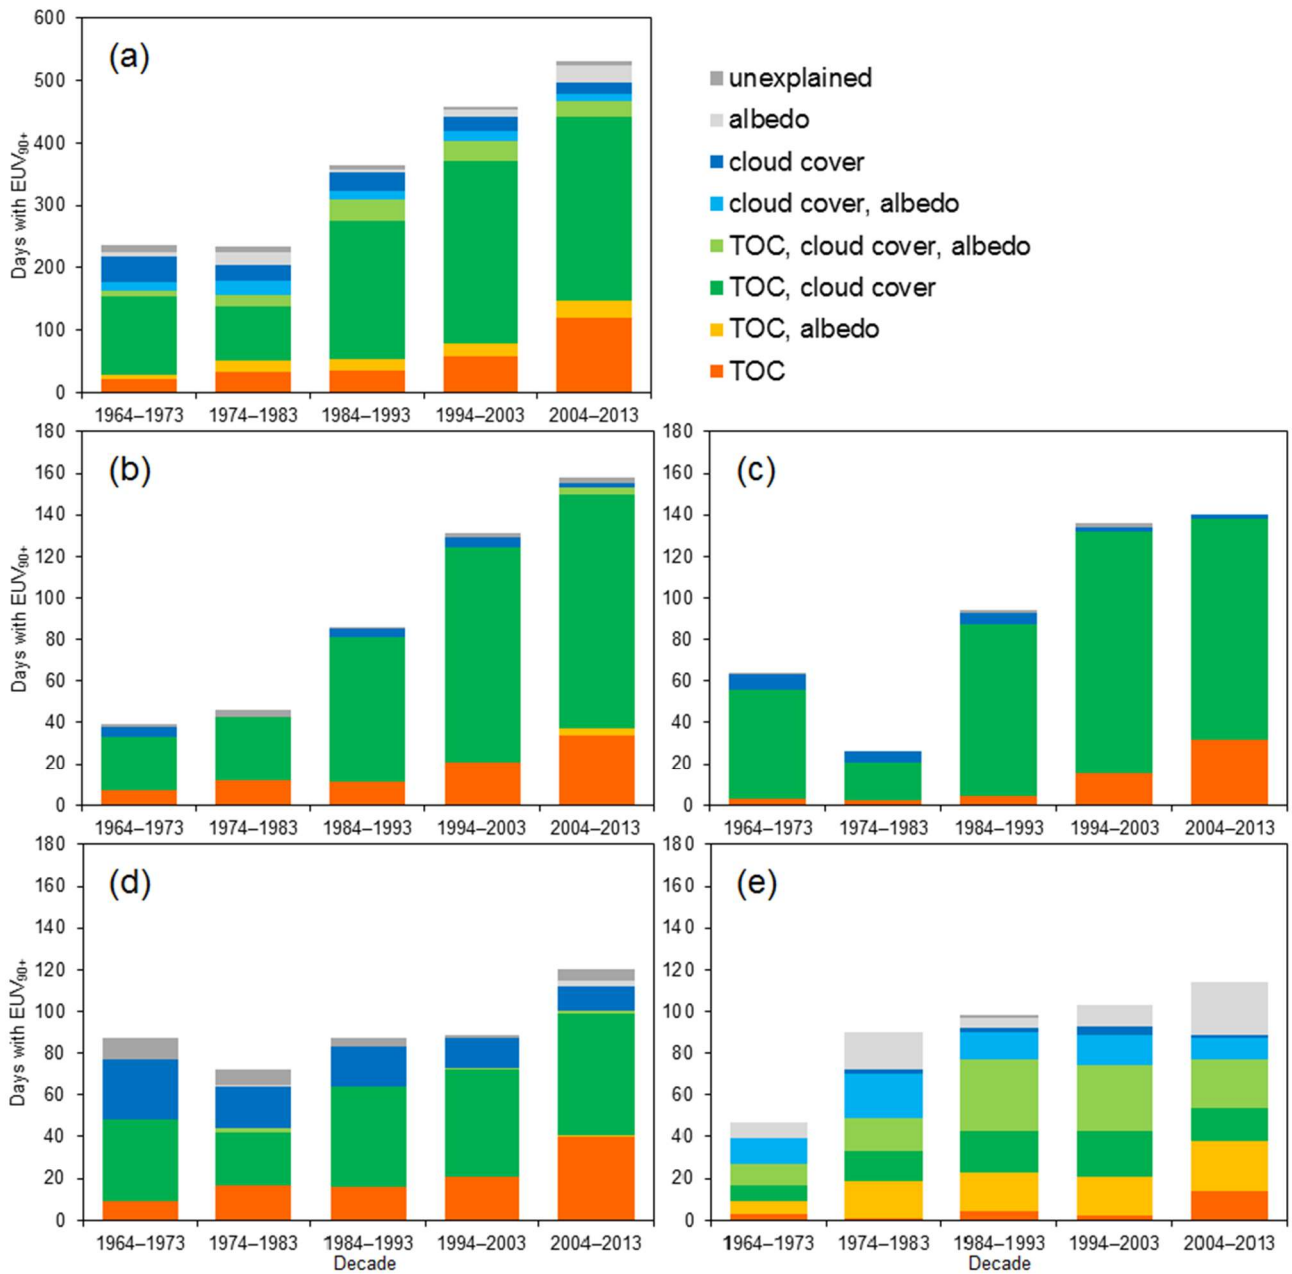 (a)
600
500
400
300
200
100
0
Days with EUV90+
1964–1973 1974–1983 1984–1993 1994–2003 2004–2013
unexplained
albedo
cloud cover
cloud cover, albedo
TOC, cloud cover, albedo
TOC, cloud cover
TOC, albedo
TOC
(b)
180
160
140
120
100
80
60
40
20
0
Days with EUV90+
1964–1973 1974–1983 1984–1993 1994–2003 2004–2013
(c)
180
160
140
120
100
80
60
40
20
0
1964–1973 1974–1983 1984–1993 1994–2003 2004–2013
(d)
180
160
140
120
100
80
60
40
20
0
Days with EUV90+
1964–1973 1974–1983 1984–1993 1994–2003 2004–2013
Decade
(e)
180
160
140
120
100
80
60
40
20
0
1964–1973 1974–1983 1984–1993 1994–2003 2004–2013
Decade